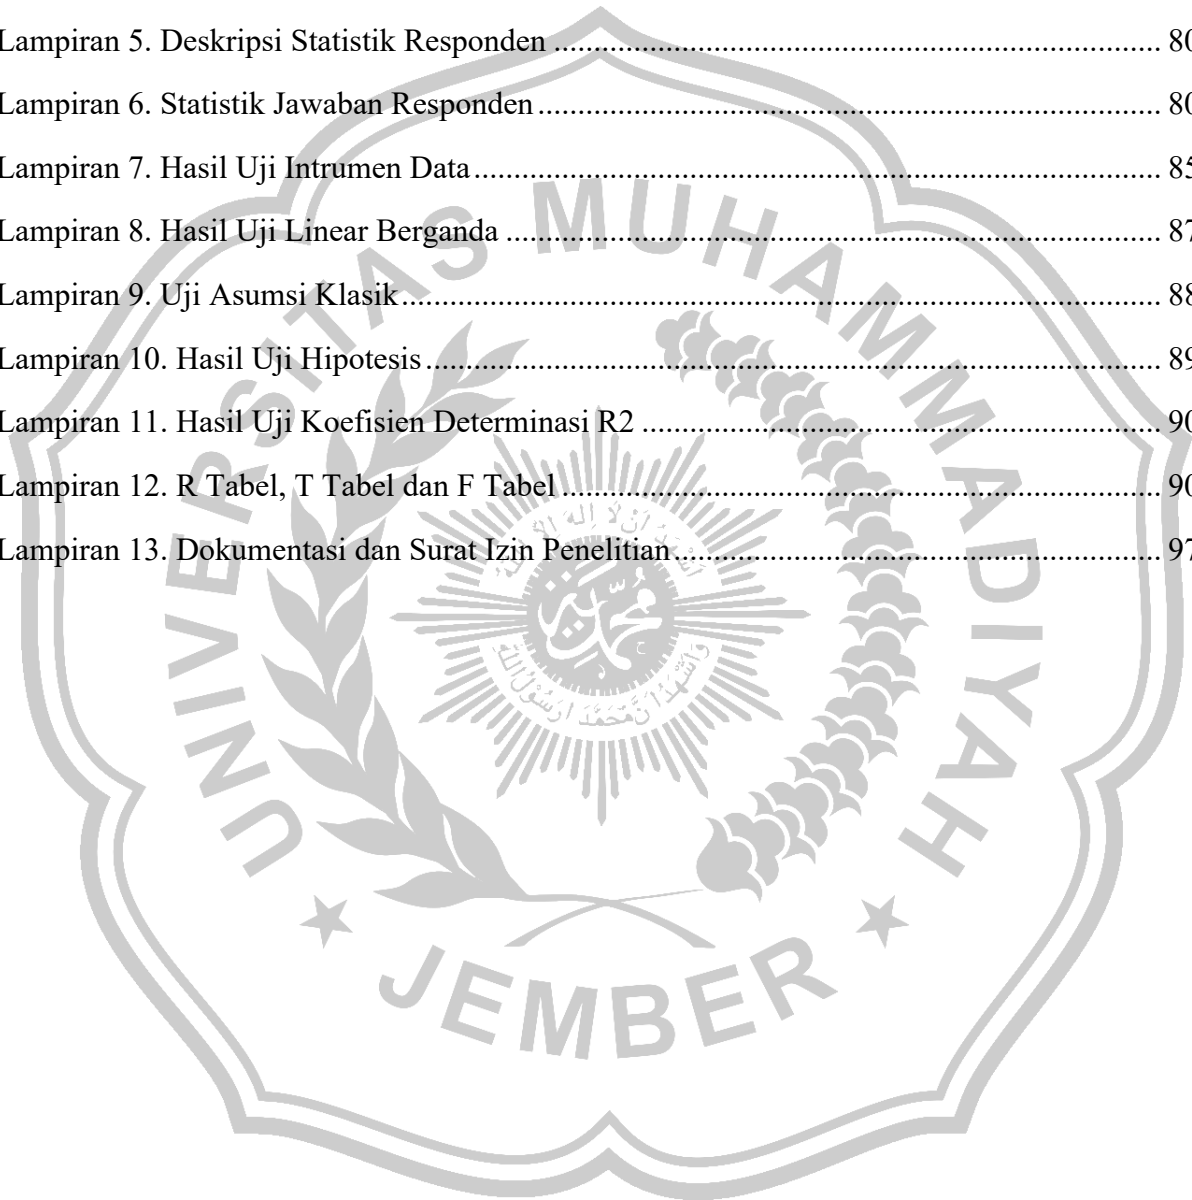 Lampiran 5. Deskripsi Statistik Responden ........................................................................... 80
Lampiran 6. Statistik Jawaban Responden ............................................................................. 80
Lampiran 7. Hasil Uji Intrumen Data ..................................................................................... 85
Lampiran 8. Hasil Uji Linear Berganda ................................................................................. 87
Lampiran 9. Uji Asumsi Klasik .............................................................................................. 88
Lampiran 10. Hasil Uji Hipotesis ........................................................................................... 89
Lampiran 11. Hasil Uji Koefisien Determinasi R2 ................................................................ 90
Lampiran 12. R Tabel, T Tabel dan F Tabel .......................................................................... 90
Lampiran 13. Dokumentasi dan Surat Izin Penelitian ............................................................ 97
UNIVERSITAS MUHAMMADIYAH
JEMBER